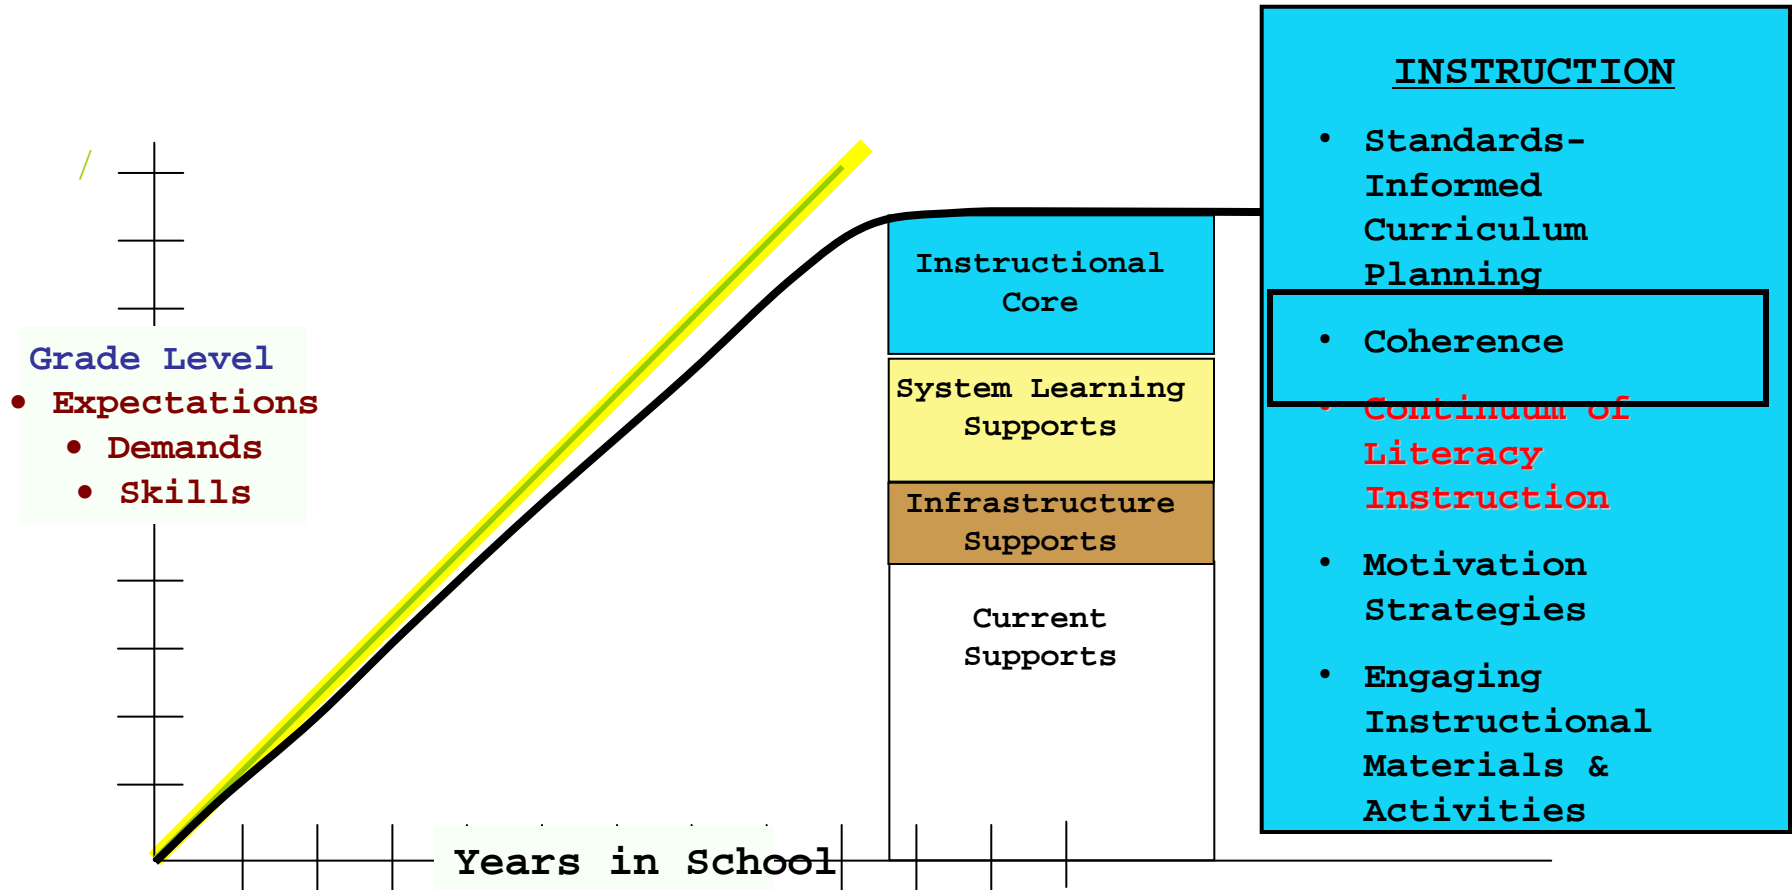 INSTRUCTION
• Standards-
Informed
Curriculum
Planning
• Coherence
• Continuum of
Literacy
Instruction
• Motivation
Strategies
• Engaging
Instructional
Materials &
Activities
/
Instructional
Core
System Learning
Supports
Infrastructure
Supports
Current
Supports
Grade Level
• Expectations
• Demands
• Skills
Years in School